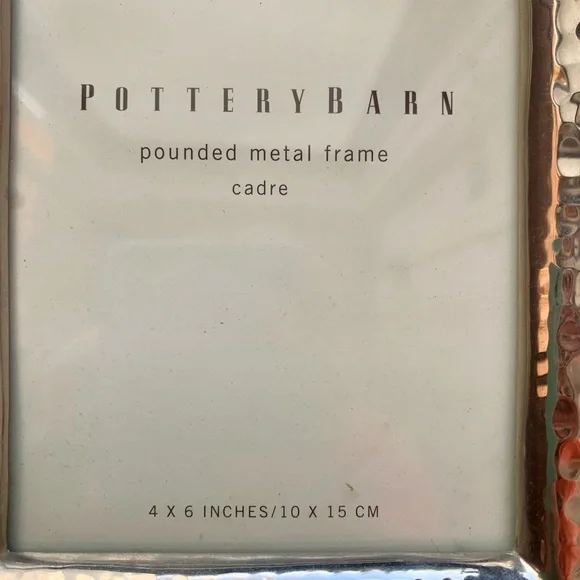 POTTERYBARN
pounded metal frame
cadre
4 X 6 INCHES/10 X 15 CM